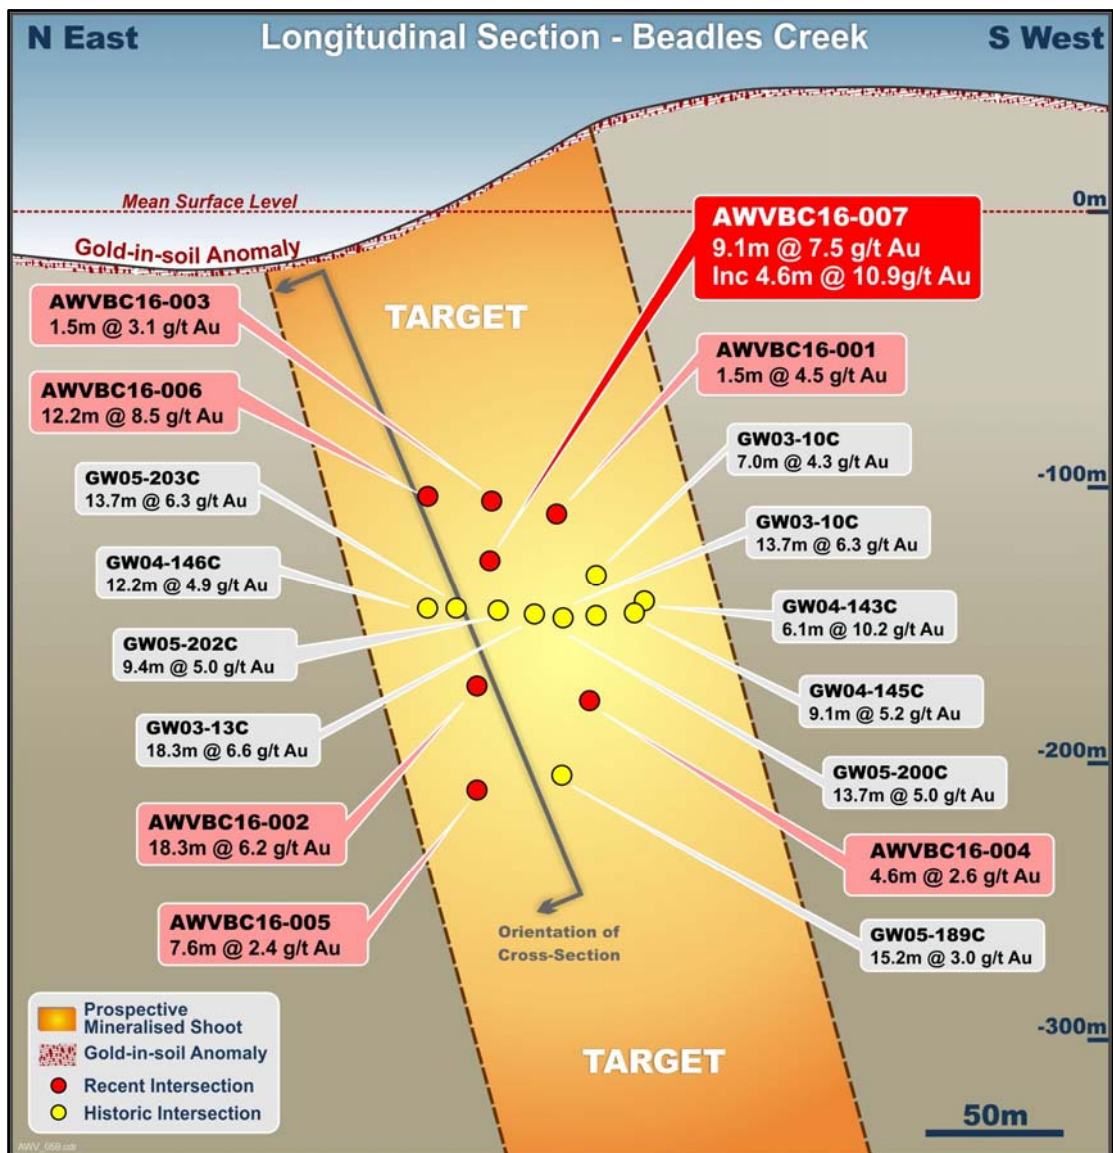 N East
Longitudinal Section - Beadles Creek
S West
Mean Surface Level
0m
Gold-in-soil Anomaly
AWVBC16-007
9.1m @ 7.5 g/t Au
Inc 4.6m @ 10.9g/t Au
AWVBC16-003
1.5m @ 3.1 g/t Au
TARGET
AWVBC16-001
1.5m @ 4.5 g/t Au
AWVBC16-006
12.2m @ 8.5 g/t Au
GW03-10C
7.0m @ 4.3 g/t Au
GW05-203C
13.7m @ 6.3 g/t Au
-100m
GW03-10C
13.7m @ 6.3 g/t Au
GW04-146C
12.2m @ 4.9 g/t Au
GW04-143C
6.1m @ 10.2 g/t Au
GW05-202C
9.4m @ 5.0 g/t Au
GW04-145C
9.1m @ 5.2 g/t Au
GW03-13C
18.3m @ 6.6 g/t Au
-200m
GW05-200C
13.7m @ 5.0 g/t Au
AWVBC16-002
18.3m @ 6.2 g/t Au
AWVBC16-004
4.6m @ 2.6 g/t Au
AWVBC16-005
7.6m @ 2.4 g/t Au
Orientation of
Cross-Section
GW05-189C
15.2m @ 3.0 g/t Au
Prospective
Mineralised Shoot
Gold-in-soil Anomaly
Recent Intersection
Historic Intersection
-300m
TARGET
50m